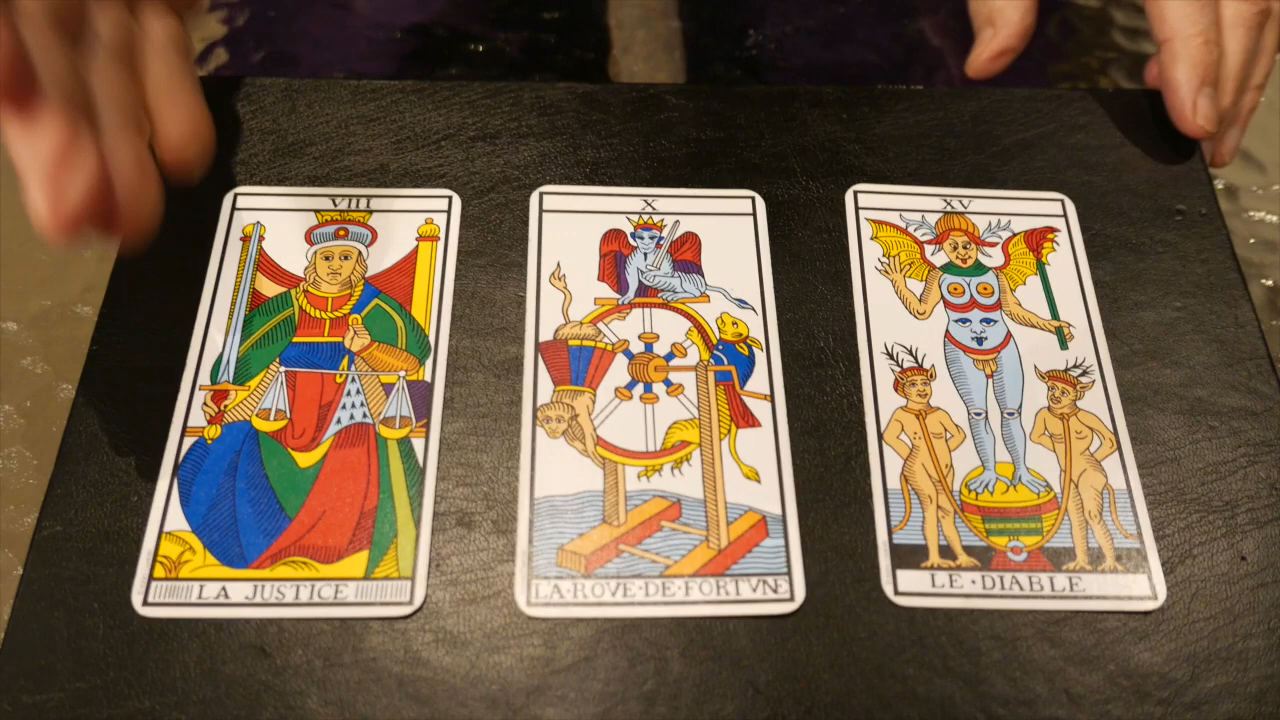 VIII
LA JUSTICE
X
LA·ROVE·DE·FORTVNE
XV
LE·DIABLE